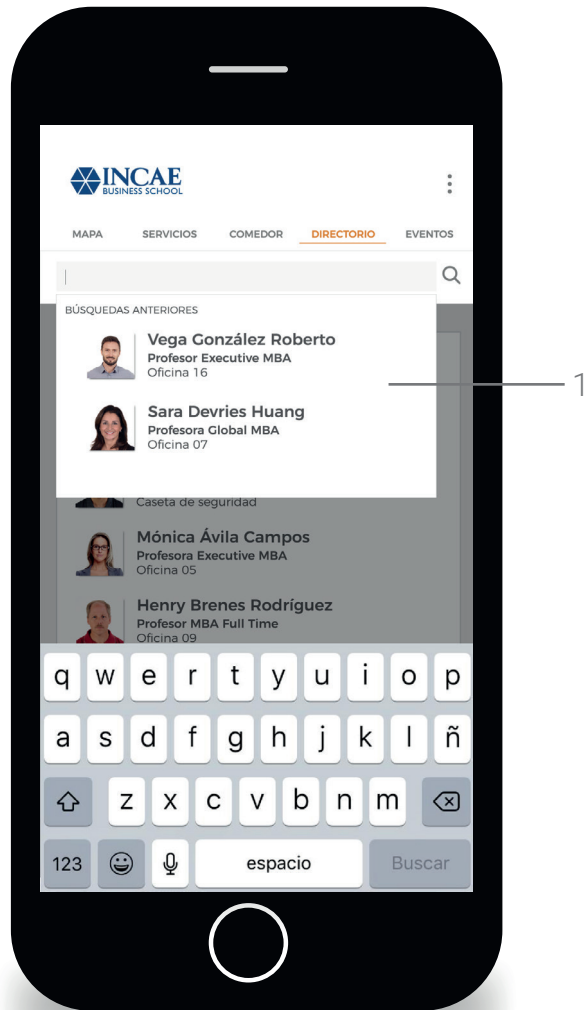 INCAE
BUSINESS SCHOOL
MAPA SERVICIOS COMEDOR DIRECTORIO EVENTOS
BÚSQUEDAS ANTERIORES
Vega González Roberto
Profesor Executive MBA
Oficina 16
1
Sara Devries Huang
Profesora Global MBA
Oficina 07
Caseta de seguridad
Mónica Ávila Campos
Profesora Executive MBA
Oficina 05
Henry Brenes Rodríguez
Profesor MBA Full Time
Oficina 09
q w e r t y u i o p
a s d f g h j k l ñ
z x c v b n m
123 espacio Buscar